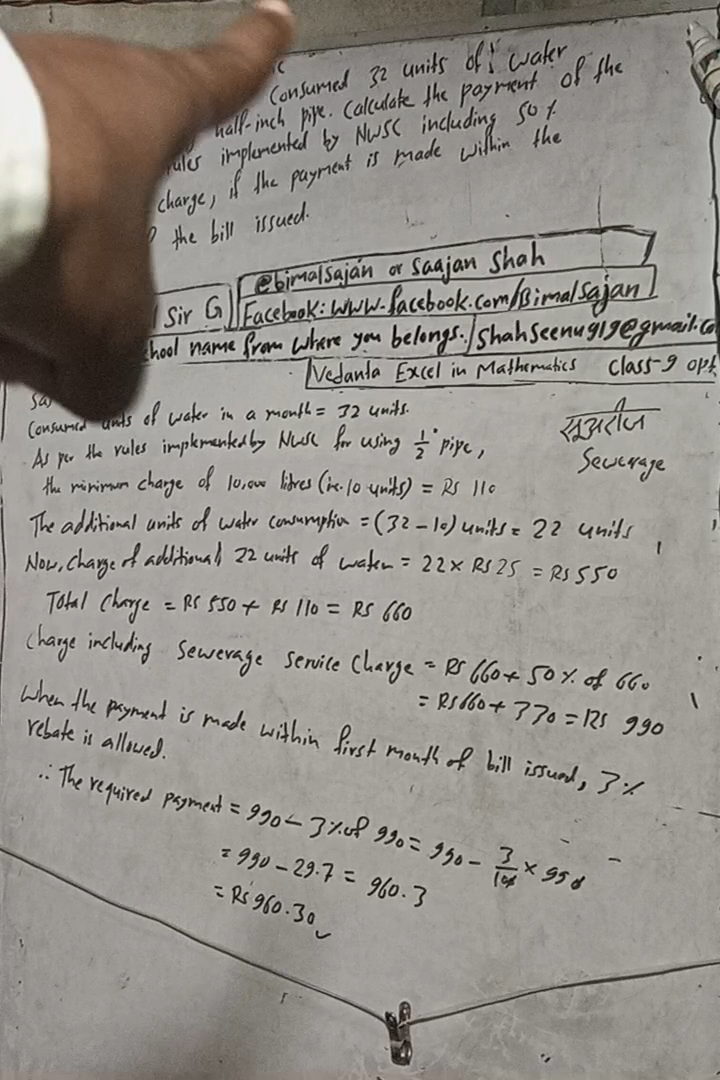 Consumed 32 units of water
half-inch pipe. Calculate the payment of the
rules implemented by NWSC including 50%
charge, if the payment is made within the
the bill issued.
@bimalsajan or Saajan Shah
Sir G
Facebook: www.facebook.com/Bimalsajan
hool name from where you belongs.
Shahseenu919@gmail.co
Vedanta Excel in Mathematics Class-9 opt
Consumed units of water in a month = 32 units.
सुअरेज
Sewerage
As per the rules implemented by NWSC for using 1/2" pipe,
the minimum charge of 10,000 litres (ie. 10 units) = Rs 110
The additional units of water consumption = (32-10) units = 22 units
Now, charge of additional 22 units of water = 22 × Rs 25 = Rs 550
Total charge = Rs 550 + Rs 110 = Rs 660
Charge including sewerage service charge = Rs 660 + 50% of 660
= Rs 660 + 330 = Rs 990
When the payment is made within first month of bill issued, 3%
rebate is allowed.
∴ The required payment = 990 - 3% of 990 = 990 - 3/100 × 990
= 990 - 29.7 = 960.3
= Rs 960.30